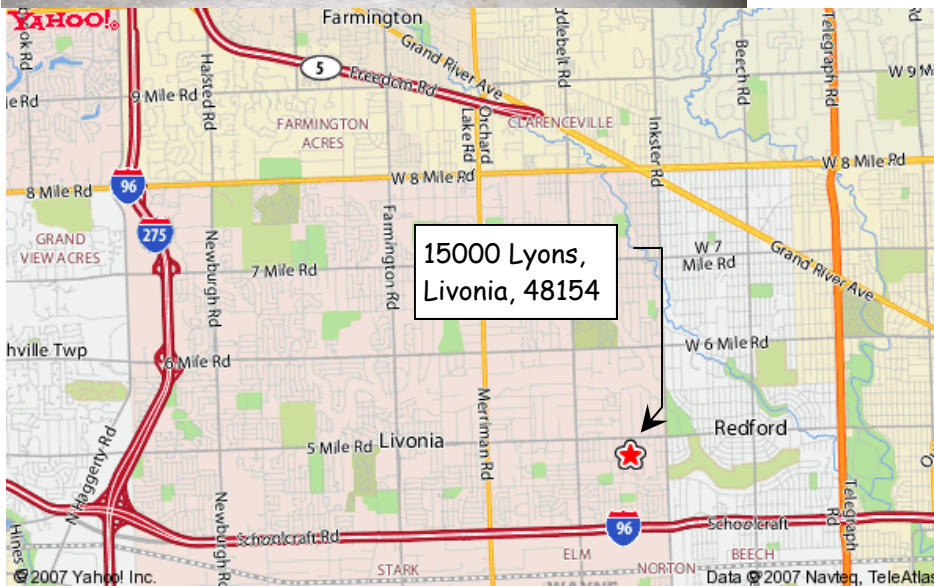 YAHOO!
Farmington
5
Freedom Rd
Grand River Ave
Halsted Rd
9 Mile Rd
FARMINGTON
ACRES
Orchard
Lake Rd
CLARENCEVILLE
Inkster Rd
Beech Rd
Telegraph Rd
Rd
W 9 M
W 8 Mile Rd
8 Mile Rd
96
W 8 Mile Rd
275
GRAND
VIEW ACRES
Newburgh Rd
7 Mile Rd
Farmington Rd
15000 Lyons,
Livonia, 48154
W 7
Mile Rd
Grand River Ave
hville Twp
6 Mile Rd
W 6 Mile Rd
Merriman Rd
5 Mile Rd
Livonia
Redford
N Haggerty Rd
Newburgh Rd
Schoolcraft Rd
96
Schoolcraft
Telegraph
Rd
Hines D
STARK
ELM
NORTON
BEECH
© 2007 Yahoo! Inc.
Data © 2007 Navteq, TeleAtlas